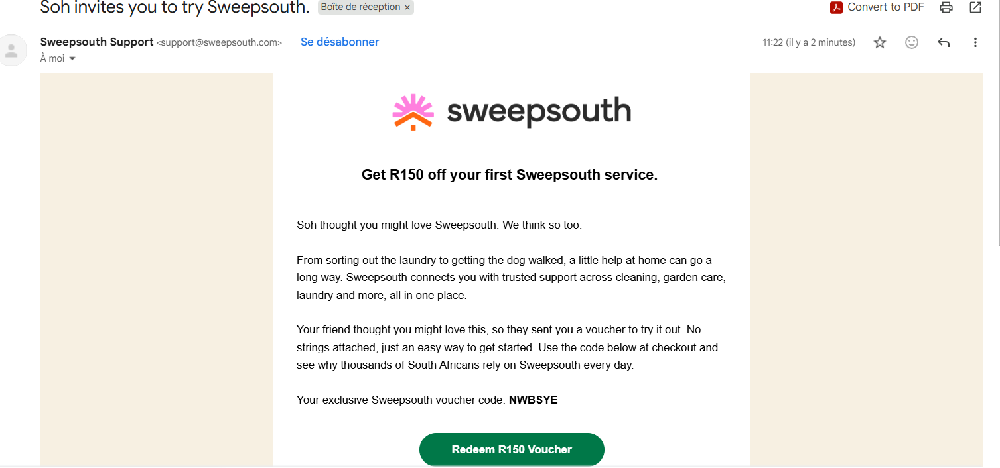 Soh invites you to try Sweepsouth. Boîte de réception ×
Convert to PDF
Sweepsouth Support <support@sweepsouth.com> Se désabonner
11:22 (il y a 2 minutes)
À moi
sweepsouth
Get R150 off your first Sweepsouth service.
Soh thought you might love Sweepsouth. We think so too.
From sorting out the laundry to getting the dog walked, a little help at home can go a
long way. Sweepsouth connects you with trusted support across cleaning, garden care,
laundry and more, all in one place.
Your friend thought you might love this, so they sent you a voucher to try it out. No
strings attached, just an easy way to get started. Use the code below at checkout and
see why thousands of South Africans rely on Sweepsouth every day.
Your exclusive Sweepsouth voucher code: NWBSYE
Redeem R150 Voucher